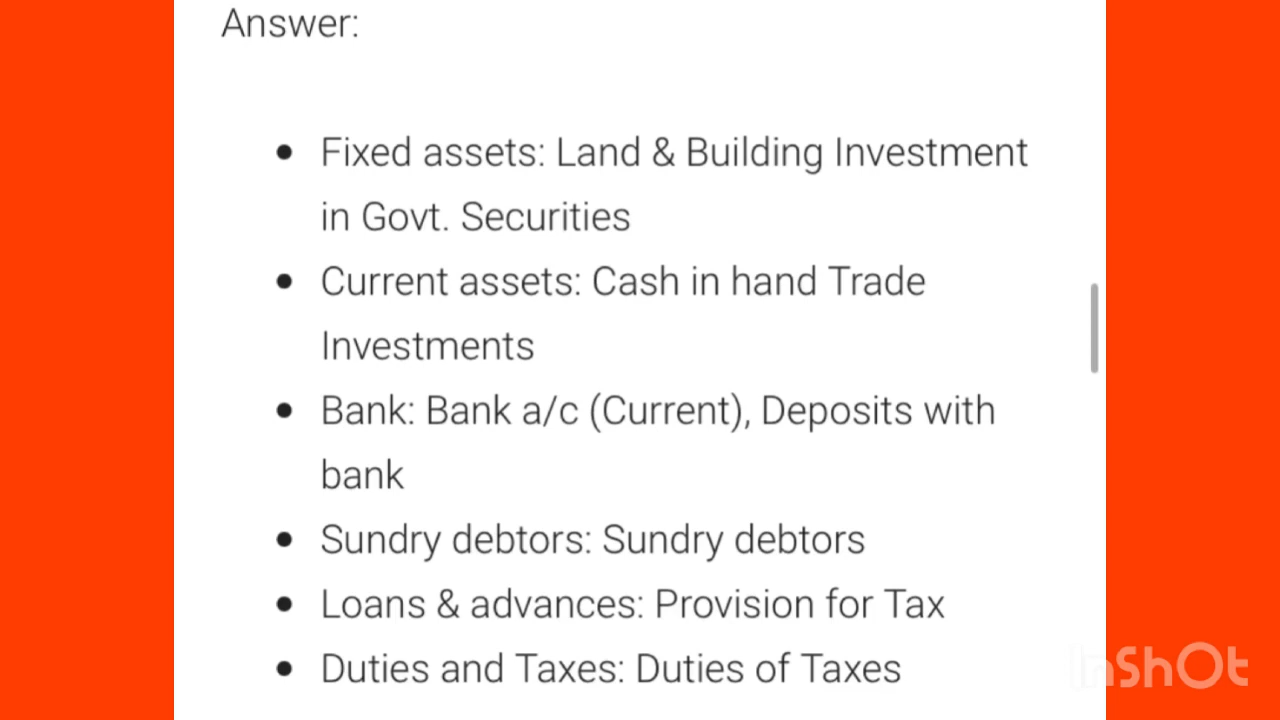 Answer:
• Fixed assets: Land & Building Investment
in Govt. Securities
• Current assets: Cash in hand Trade
Investments
• Bank: Bank a/c (Current), Deposits with
bank
• Sundry debtors: Sundry debtors
• Loans & advances: Provision for Tax
• Duties and Taxes: Duties of Taxes
InShOt